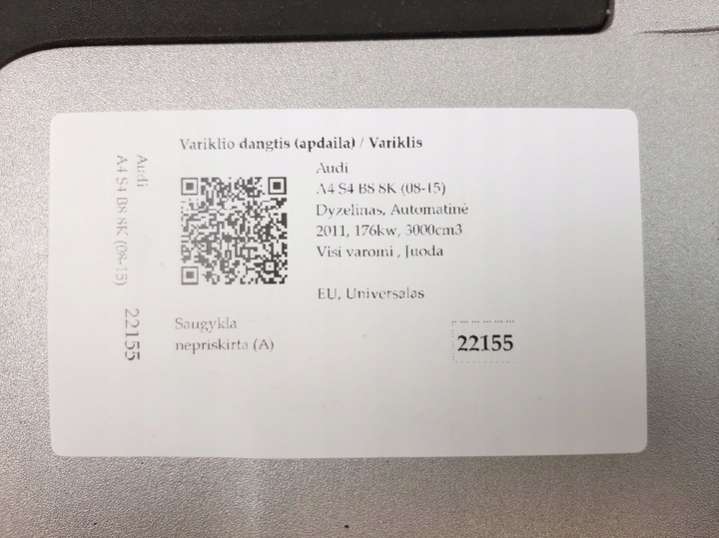 Variklio dangtis (apdaila) / Variklis
Audi
A4 S4 B8 8K (08-15)
Dyzelinas, Automatinė
2011, 176kw, 3000cm3
Visi varomi , Juoda
EU, Universalas
Saugykla
nepriskirta (A)
22155
Audi
A4 S4 B8 8K (08-15)
22155